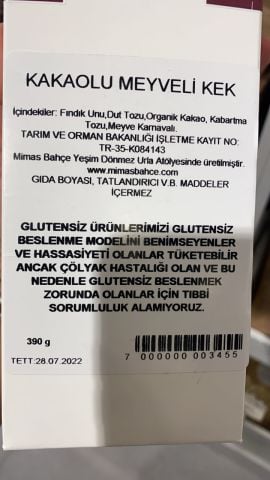 KAKAOLU MEYVELİ KEK
İçindekiler: Fındık Unu,Dut Tozu,Organik Kakao, Kabartma
Tozu,Meyve Karnavalı.
TARIM VE ORMAN BAKANLIĞI İŞLETME KAYIT NO:
TR-35-K084143
Mimas Bahçe Yeşim Dönmez Urla Atölyesinde üretilmiştir.
www.mimasbahce.com
GIDA BOYASI, TATLANDIRICI V.B. MADDELER
İÇERMEZ
GLUTENSİZ ÜRÜNLERİMİZİ GLUTENSİZ
BESLENME MODELİNİ BENİMSEYENLER
VE HASSASİYETİ OLANLAR TÜKETEBİLİR
ANCAK ÇÖLYAK HASTALIĞI OLAN VE BU
NEDENLE GLUTENSİZ BESLENMEK
ZORUNDA OLANLAR İÇİN TIBBİ
SORUMLULUK ALAMIYORUZ.
390 g
7 000000 003455
TETT:28.07.2022